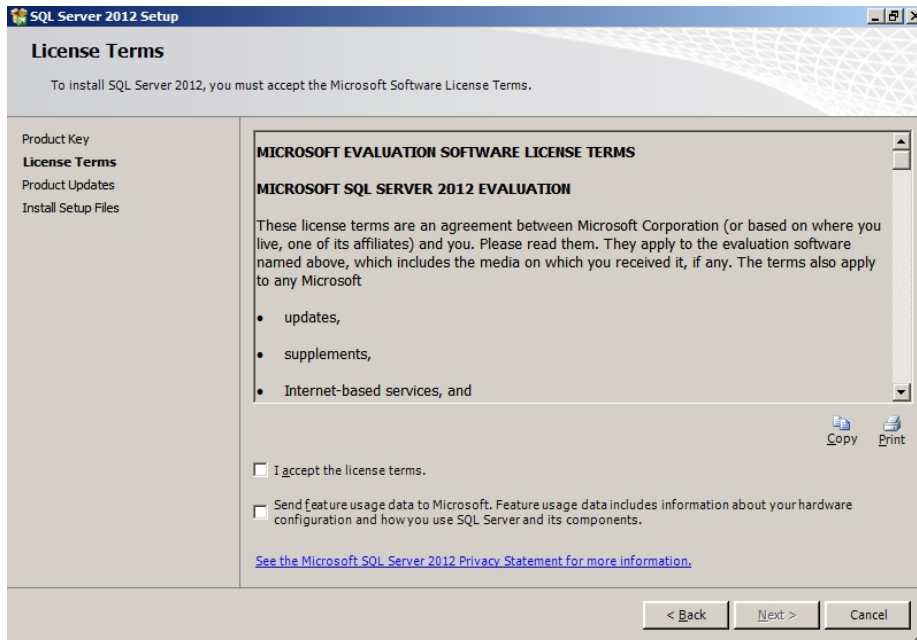 SQL Server 2012 Setup
License Terms
To install SQL Server 2012, you must accept the Microsoft Software License Terms.
Product Key
License Terms
Product Updates
Install Setup Files
MICROSOFT EVALUATION SOFTWARE LICENSE TERMS
MICROSOFT SQL SERVER 2012 EVALUATION
These license terms are an agreement between Microsoft Corporation (or based on where you
live, one of its affiliates) and you. Please read them. They apply to the evaluation software
named above, which includes the media on which you received it, if any. The terms also apply
to any Microsoft
• updates,
• supplements,
• Internet-based services, and
Copy Print
I accept the license terms.
Send feature usage data to Microsoft. Feature usage data includes information about your hardware
configuration and how you use SQL Server and its components.
See the Microsoft SQL Server 2012 Privacy Statement for more information.
< Back Next > Cancel